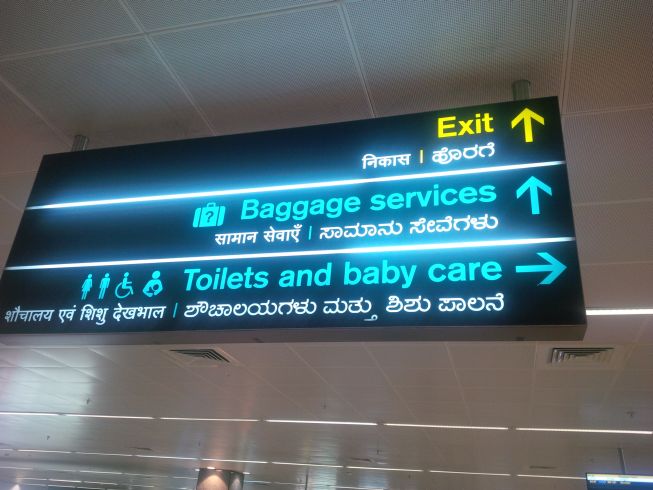 Exit
निकास | ಹೊರಗೆ
Baggage services
सामान सेवाएँ | ಸಾಮಾನು ಸೇವೆಗಳು
Toilets and baby care
शौचालय एवं शिशु देखभाल | ಶೌಚಾಲಯಗಳು ಮತ್ತು ಶಿಶು ಪಾಲನೆ